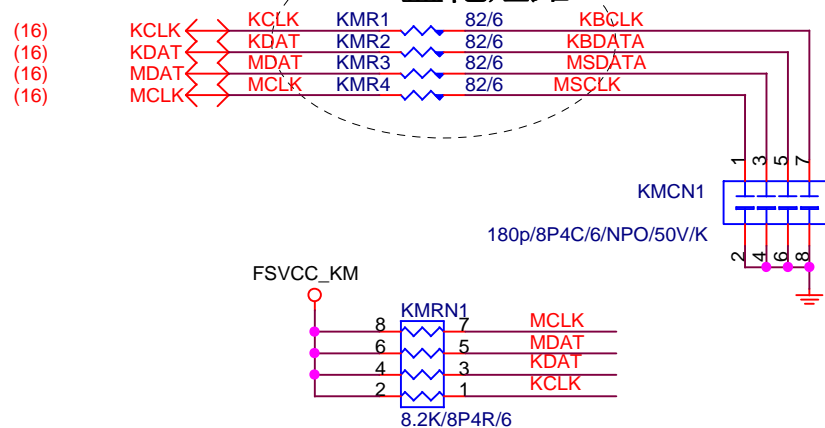 (16) KCLK KCLK KMR1 82/6 KBCLK
(16) KDAT KDAT KMR2 82/6 KBDATA
(16) MDAT MDAT KMR3 82/6 MSDATA
(16) MCLK MCLK KMR4 82/6 MSCLK
1 3 5 7
KMCN1
180p/8P4C/6/NPO/50V/K
2 4 6 8
FSVCC_KM
KMRN1
8 7 MCLK
6 5 MDAT
4 3 KDAT
2 1 KCLK
8.2K/8P4R/6